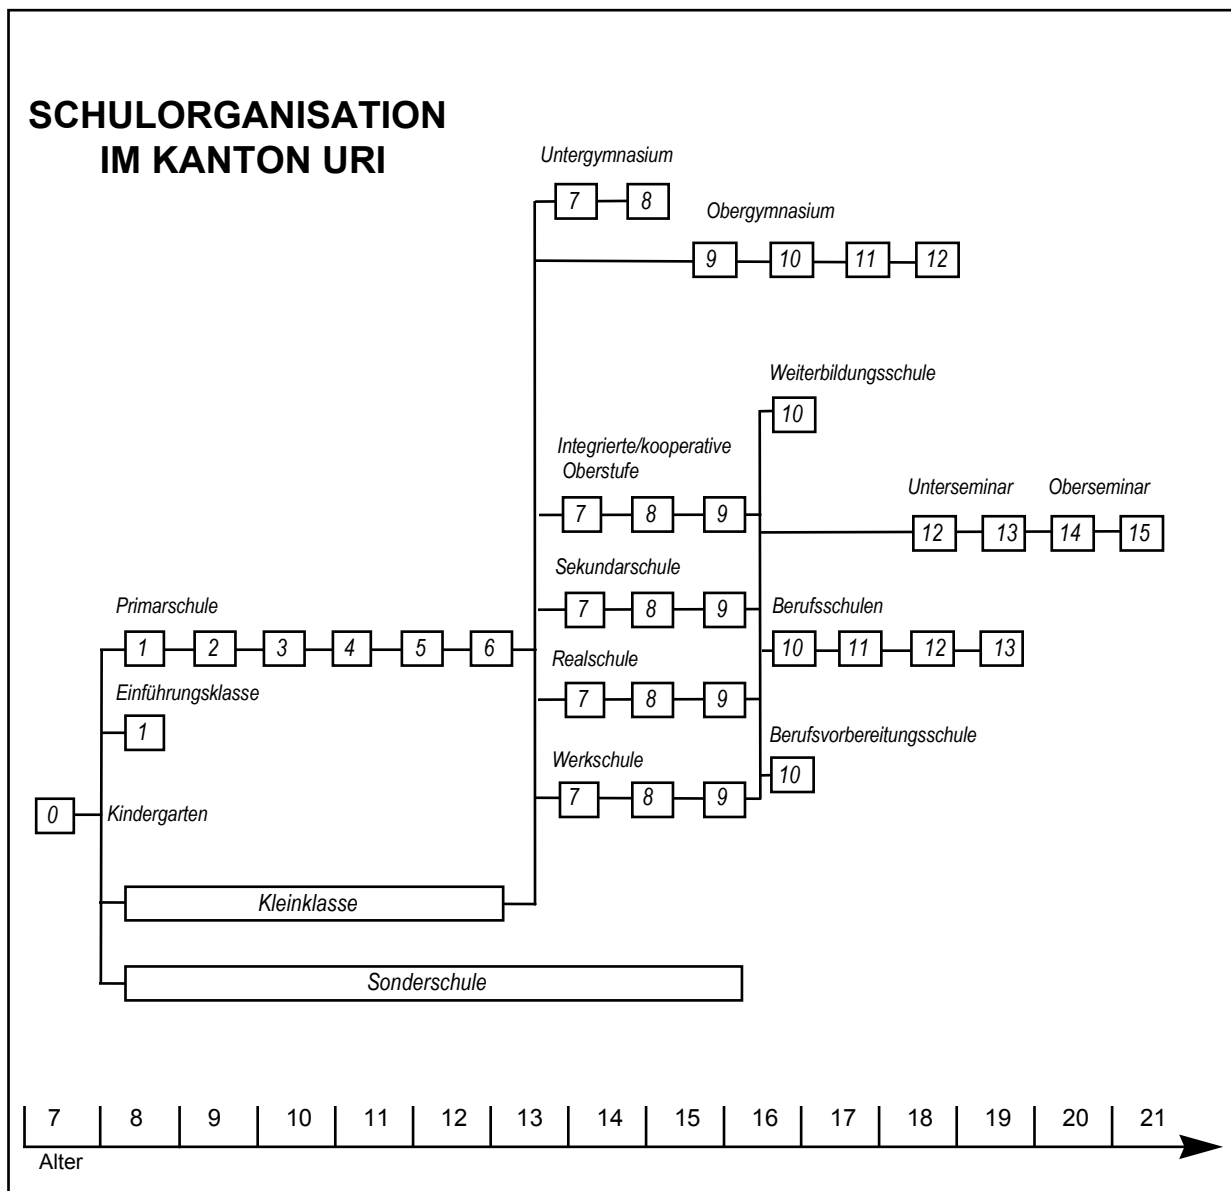 SCHULORGANISATION
IM KANTON URI
Untergymnasium
7 8
Obergymnasium
9 10 11 12
Weiterbildungsschule
10
Integrierte/kooperative
Oberstufe
7 8 9
Unterseminar Oberseminar
12 13 14 15
Sekundarschule
7 8 9
Primarschule
1 2 3 4 5 6
Berufsschulen
10 11 12 13
Realschule
7 8 9
Einführungsklasse
1
Werkschule
7 8 9
Berufsvorbereitungsschule
10
0 Kindergarten
Kleinklasse
Sonderschule
7 8 9 10 11 12 13 14 15 16 17 18 19 20 21
Alter